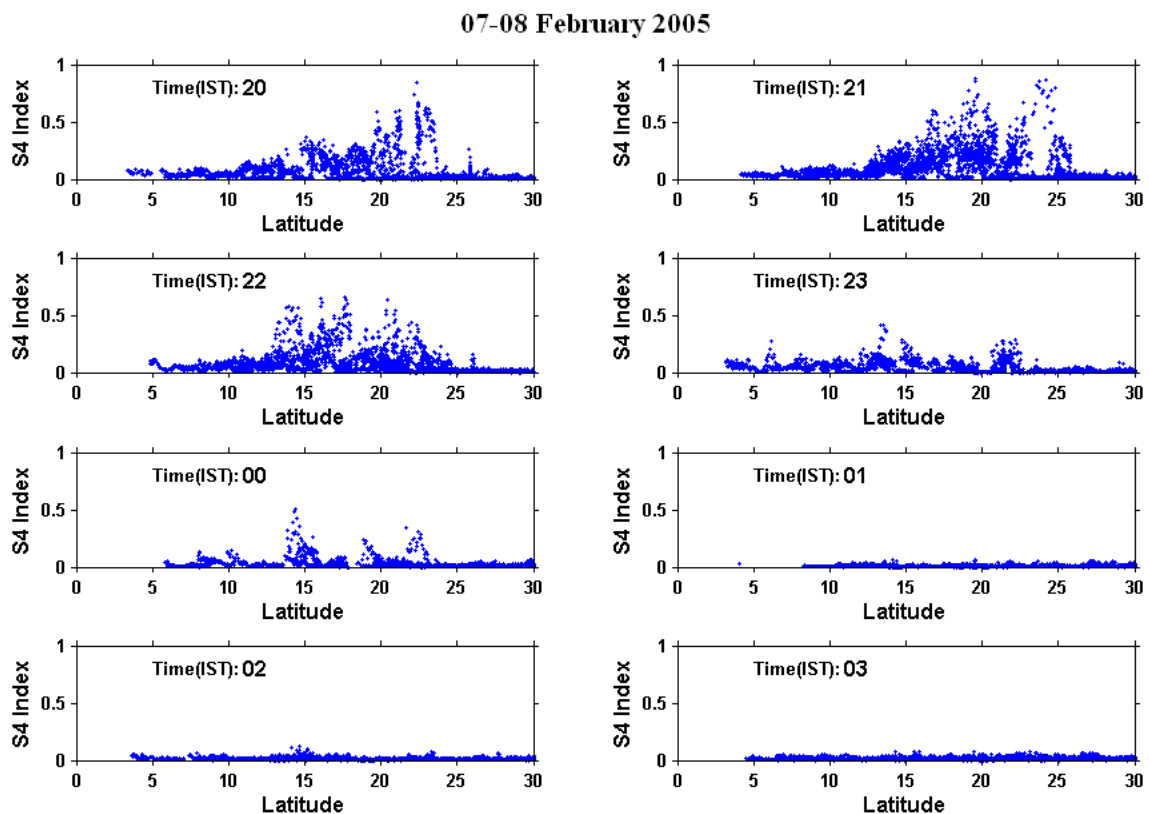 07-08 February 2005
1
0.5
0
S4 Index
Time(IST): 20
0 5 10 15 20 25 30
Latitude
1
0.5
0
S4 Index
Time(IST): 21
0 5 10 15 20 25 30
Latitude
1
0.5
0
S4 Index
Time(IST): 22
0 5 10 15 20 25 30
Latitude
1
0.5
0
S4 Index
Time(IST): 23
0 5 10 15 20 25 30
Latitude
1
0.5
0
S4 Index
Time(IST): 00
0 5 10 15 20 25 30
Latitude
1
0.5
0
S4 Index
Time(IST): 01
0 5 10 15 20 25 30
Latitude
1
0.5
0
S4 Index
Time(IST): 02
0 5 10 15 20 25 30
Latitude
1
0.5
0
S4 Index
Time(IST): 03
0 5 10 15 20 25 30
Latitude